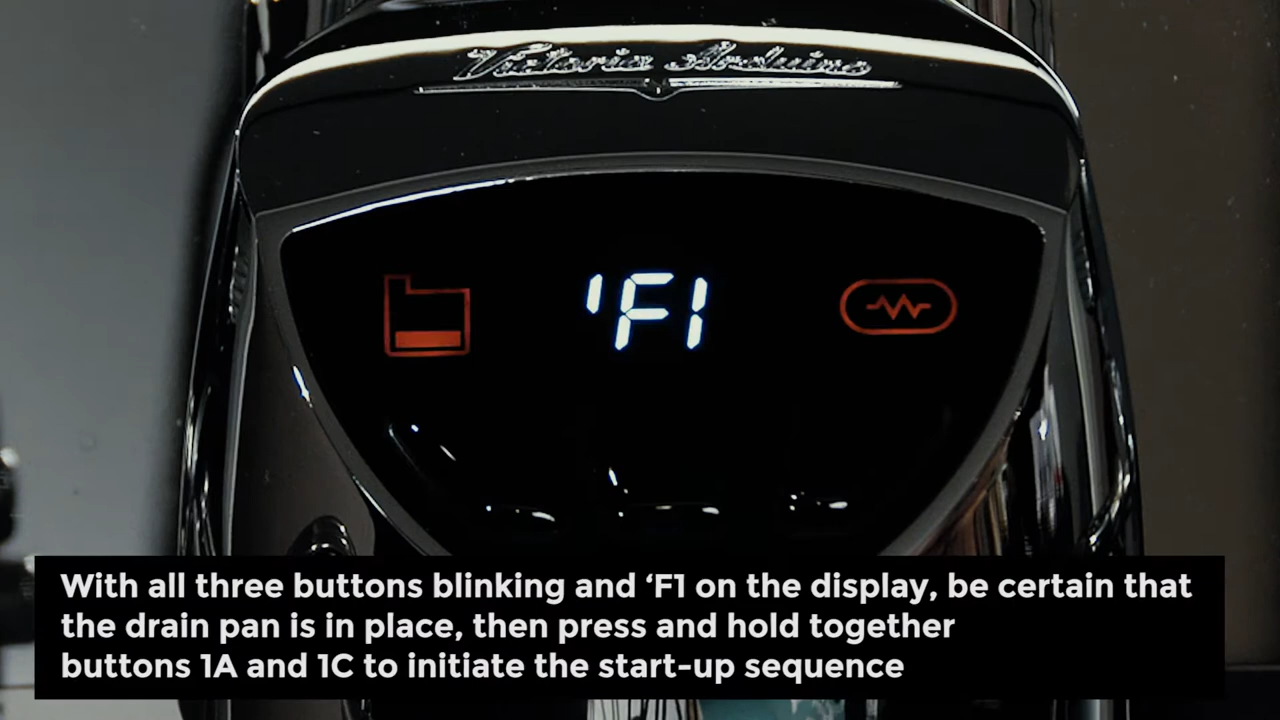 Victoria Arduino
'F1
With all three buttons blinking and ‘F1 on the display, be certain that
the drain pan is in place, then press and hold together
buttons 1A and 1C to initiate the start-up sequence